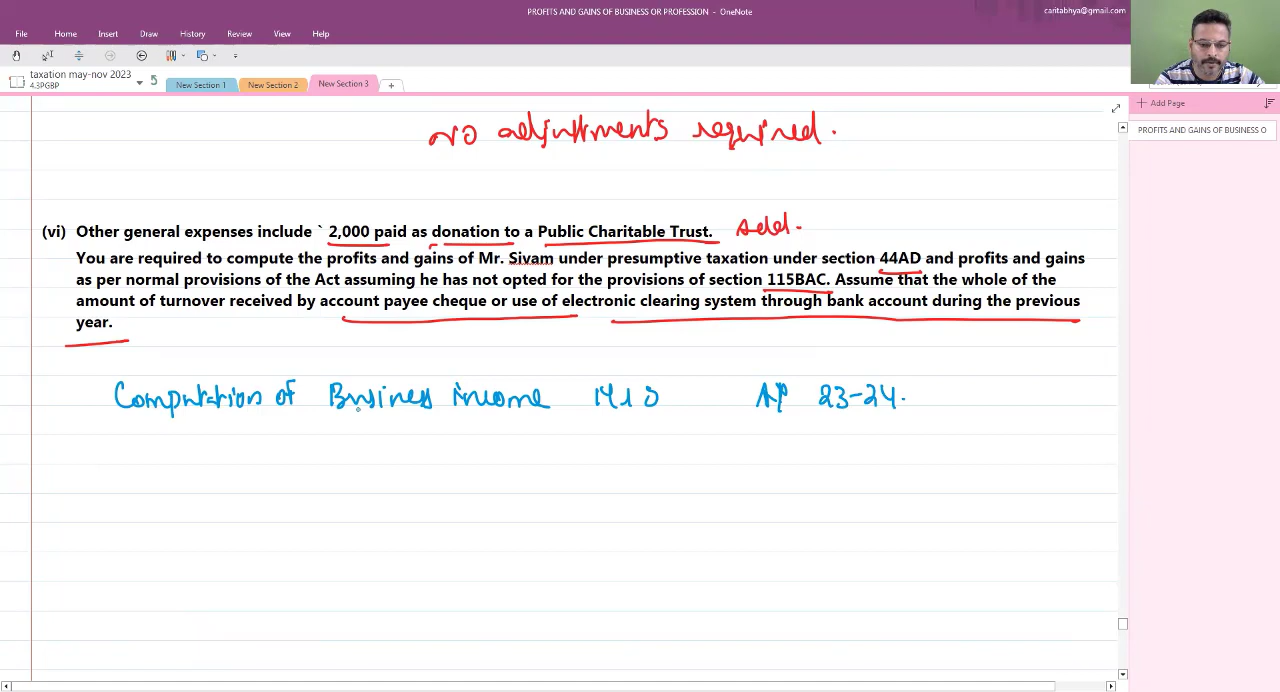 PROFITS AND GAINS OF BUSINESS OR PROFESSION - OneNote
caritabhya@gmail.com
File Home Insert Draw History Review View Help
taxation may-nov 2023
4.3PGBP
New Section 1 New Section 2 New Section 3
Add Page
PROFITS AND GAINS OF BUSINESS O
No adjustments required.
(vi) Other general expenses include ` 2,000 paid as donation to a Public Charitable Trust. Add.
You are required to compute the profits and gains of Mr. Sivam under presumptive taxation under section 44AD and profits and gains
as per normal provisions of the Act assuming he has not opted for the provisions of section 115BAC. Assume that the whole of the
amount of turnover received by account payee cheque or use of electronic clearing system through bank account during the previous
year.
Computation of Business income 23-24.